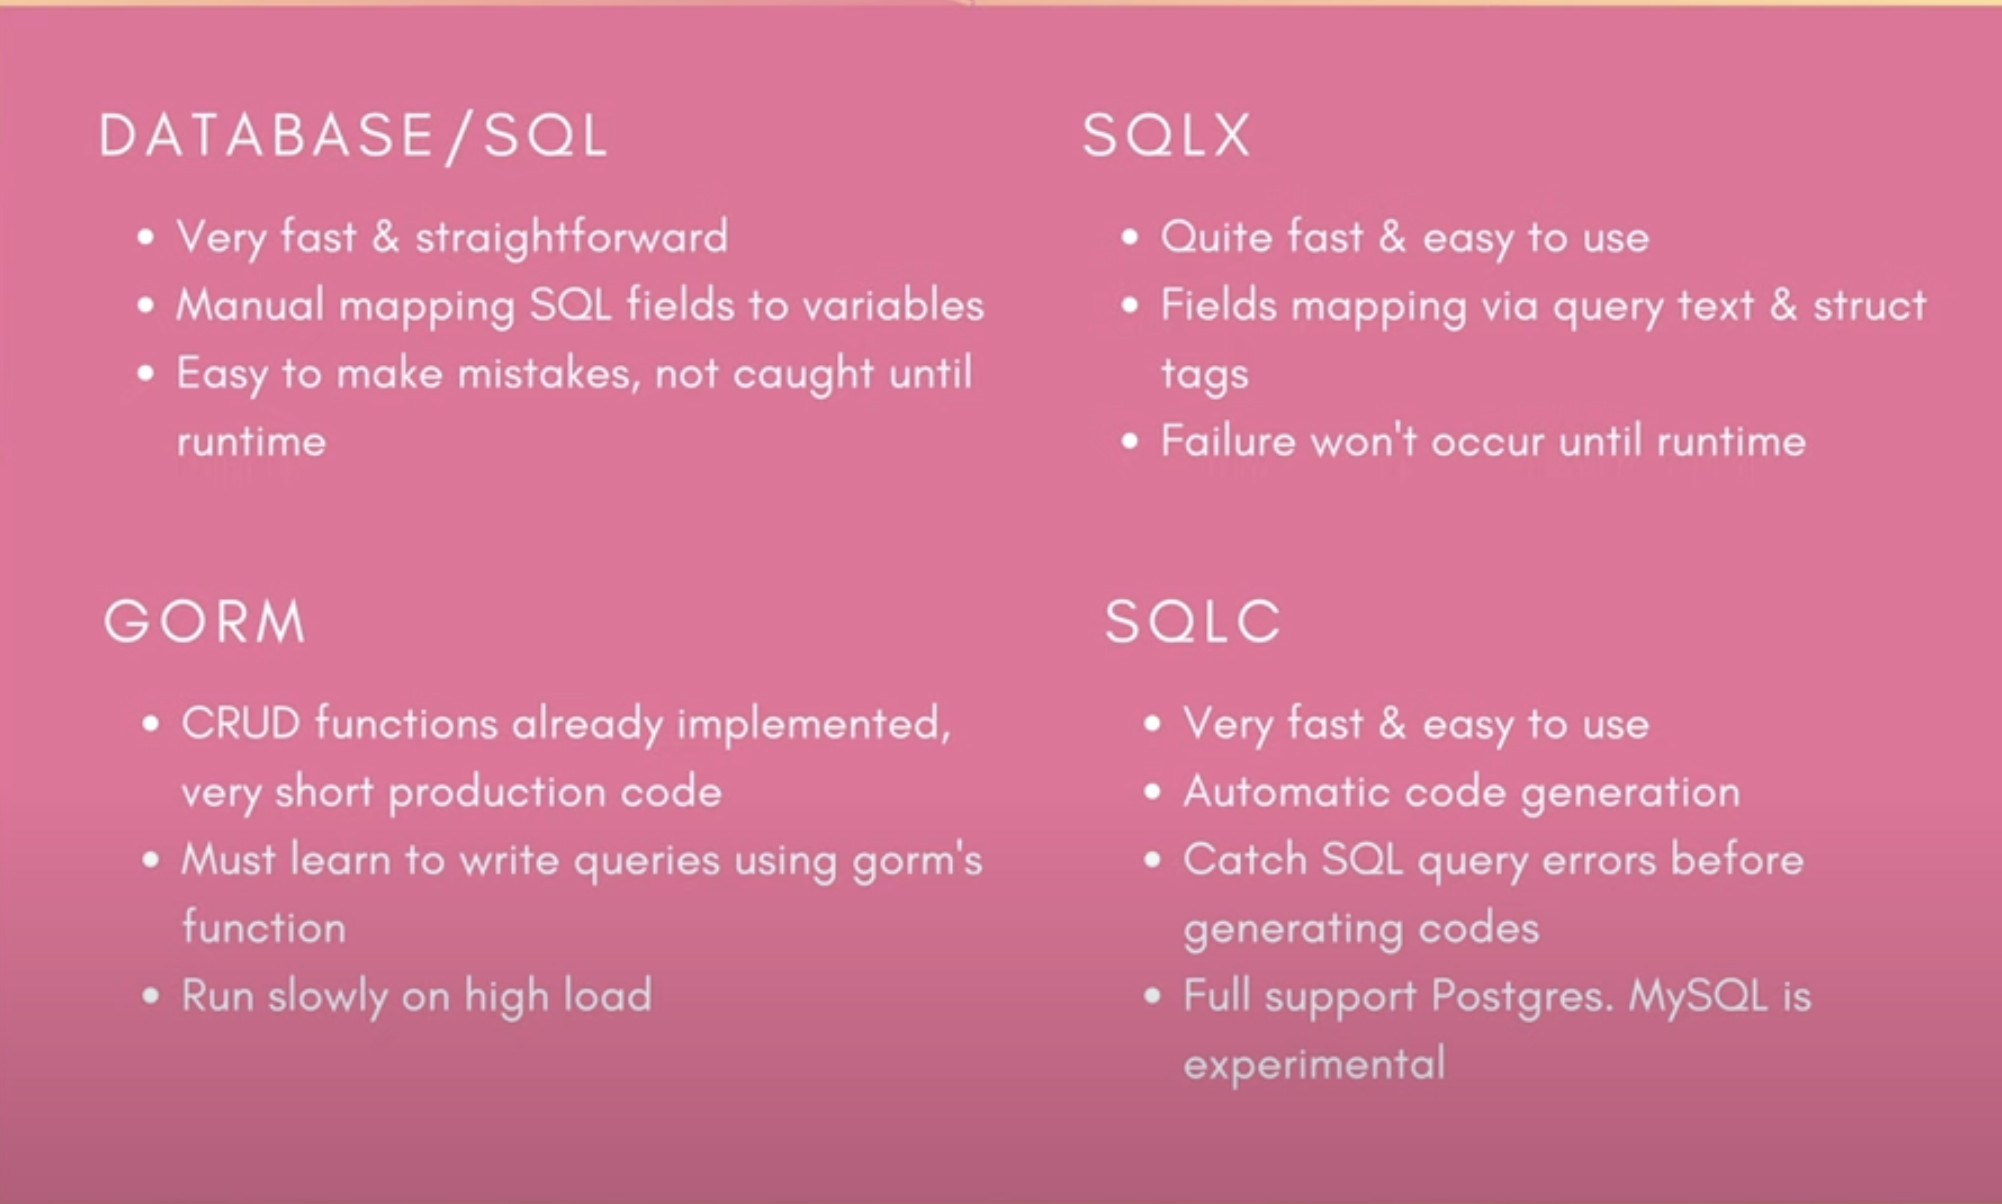 DATABASE/SQL
• Very fast & straightforward
• Manual mapping SQL fields to variables
• Easy to make mistakes, not caught until
runtime
SQLX
• Quite fast & easy to use
• Fields mapping via query text & struct
tags
• Failure won't occur until runtime
GORM
• CRUD functions already implemented,
very short production code
• Must learn to write queries using gorm's
function
• Run slowly on high load
SQLC
• Very fast & easy to use
• Automatic code generation
• Catch SQL query errors before
generating codes
• Full support Postgres. MySQL is
experimental